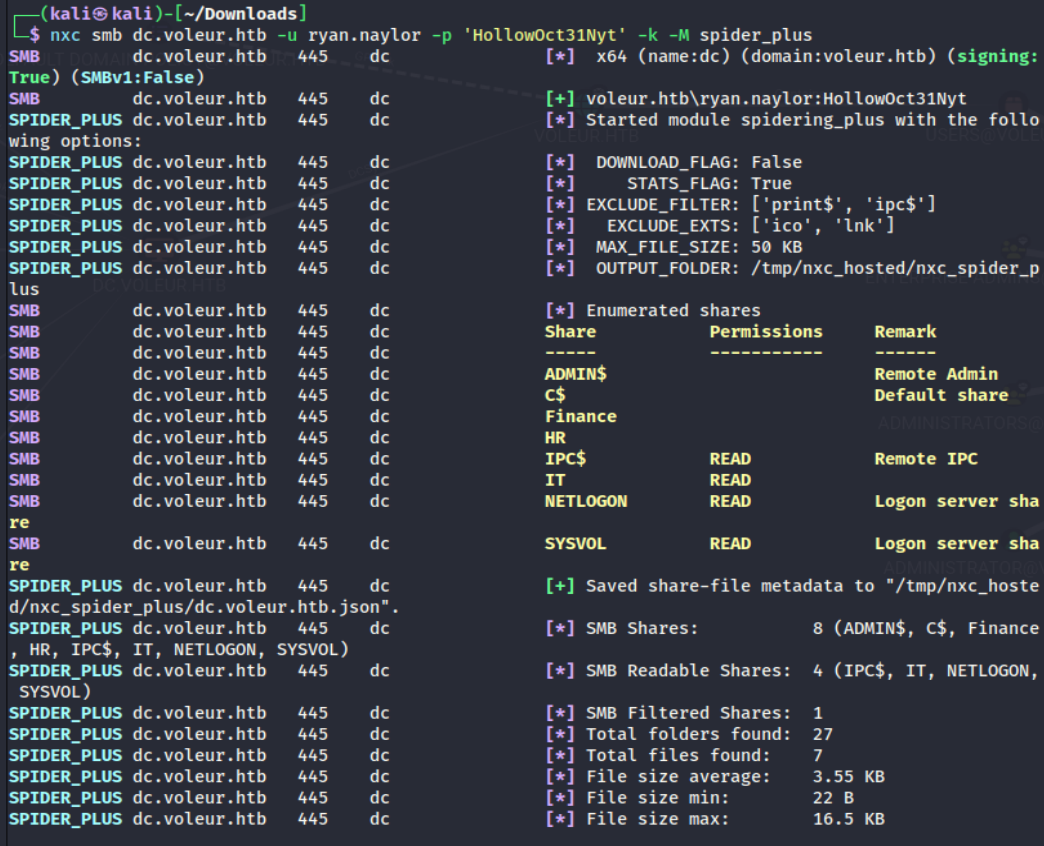 ┌──(kali㉿kali)-[~/Downloads]
└─$ nxc smb dc.voleur.htb -u ryan.naylor -p 'HollowOct31Nyt' -k -M spider_plus
SMB dc.voleur.htb 445 dc [*] x64 (name:dc) (domain:voleur.htb) (signing:
True) (SMBv1:False)
SMB dc.voleur.htb 445 dc [+] voleur.htb\ryan.naylor:HollowOct31Nyt
SPIDER_PLUS dc.voleur.htb 445 dc [*] Started module spidering_plus with the follo
wing options:
SPIDER_PLUS dc.voleur.htb 445 dc [*] DOWNLOAD_FLAG: False
SPIDER_PLUS dc.voleur.htb 445 dc [*] STATS_FLAG: True
SPIDER_PLUS dc.voleur.htb 445 dc [*] EXCLUDE_FILTER: ['print$', 'ipc$']
SPIDER_PLUS dc.voleur.htb 445 dc [*] EXCLUDE_EXTS: ['ico', 'lnk']
SPIDER_PLUS dc.voleur.htb 445 dc [*] MAX_FILE_SIZE: 50 KB
SPIDER_PLUS dc.voleur.htb 445 dc [*] OUTPUT_FOLDER: /tmp/nxc_hosted/nxc_spider_p
lus
SMB dc.voleur.htb 445 dc [*] Enumerated shares
SMB dc.voleur.htb 445 dc Share Permissions Remark
SMB dc.voleur.htb 445 dc ----- ----------- ------
SMB dc.voleur.htb 445 dc ADMIN$ Remote Admin
SMB dc.voleur.htb 445 dc C$ Default share
SMB dc.voleur.htb 445 dc Finance
SMB dc.voleur.htb 445 dc HR
SMB dc.voleur.htb 445 dc IPC$ READ Remote IPC
SMB dc.voleur.htb 445 dc IT READ
SMB dc.voleur.htb 445 dc NETLOGON READ Logon server sha
re
SMB dc.voleur.htb 445 dc SYSVOL READ Logon server sha
re
SPIDER_PLUS dc.voleur.htb 445 dc [+] Saved share-file metadata to "/tmp/nxc_hoste
d/nxc_spider_plus/dc.voleur.htb.json".
SPIDER_PLUS dc.voleur.htb 445 dc [*] SMB Shares: 8 (ADMIN$, C$, Finance
, HR, IPC$, IT, NETLOGON, SYSVOL)
SPIDER_PLUS dc.voleur.htb 445 dc [*] SMB Readable Shares: 4 (IPC$, IT, NETLOGON,
SYSVOL)
SPIDER_PLUS dc.voleur.htb 445 dc [*] SMB Filtered Shares: 1
SPIDER_PLUS dc.voleur.htb 445 dc [*] Total folders found: 27
SPIDER_PLUS dc.voleur.htb 445 dc [*] Total files found: 7
SPIDER_PLUS dc.voleur.htb 445 dc [*] File size average: 3.55 KB
SPIDER_PLUS dc.voleur.htb 445 dc [*] File size min: 22 B
SPIDER_PLUS dc.voleur.htb 445 dc [*] File size max: 16.5 KB